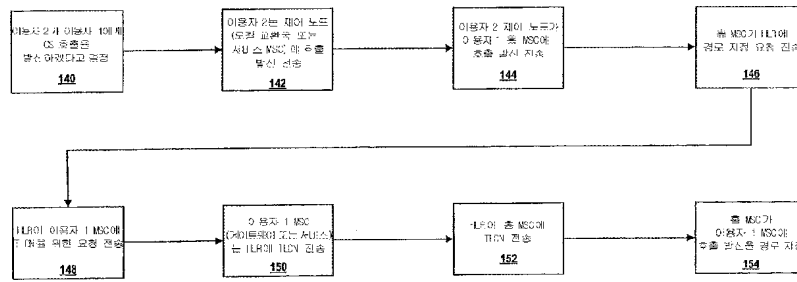 이용자 2가 이용자 1에게
CS 호출을
발신하겠다고 결정
140
이용자 2는 제어 노드
(로컬 교환국 또는
서비스 MSC)에 호출
발신 전송
142
이용자 2 제어 노드가
이용자 1 홈 MSC에
호출 발신 전송
144
홈 MSC가 HLR에
경로 지정 요청 전송
146
HLR이 이용자 1 MSC에
TLDN을 위한 요청 전송
148
이용자 1 MSC
(게이트웨이 또는 서비스)
는 HLR에 TLDN 전송
150
HLR이 홈 MSC에
TLDN 전송
152
홈 MSC가
이용자 1 MSC에
호출 발신을 경로
154